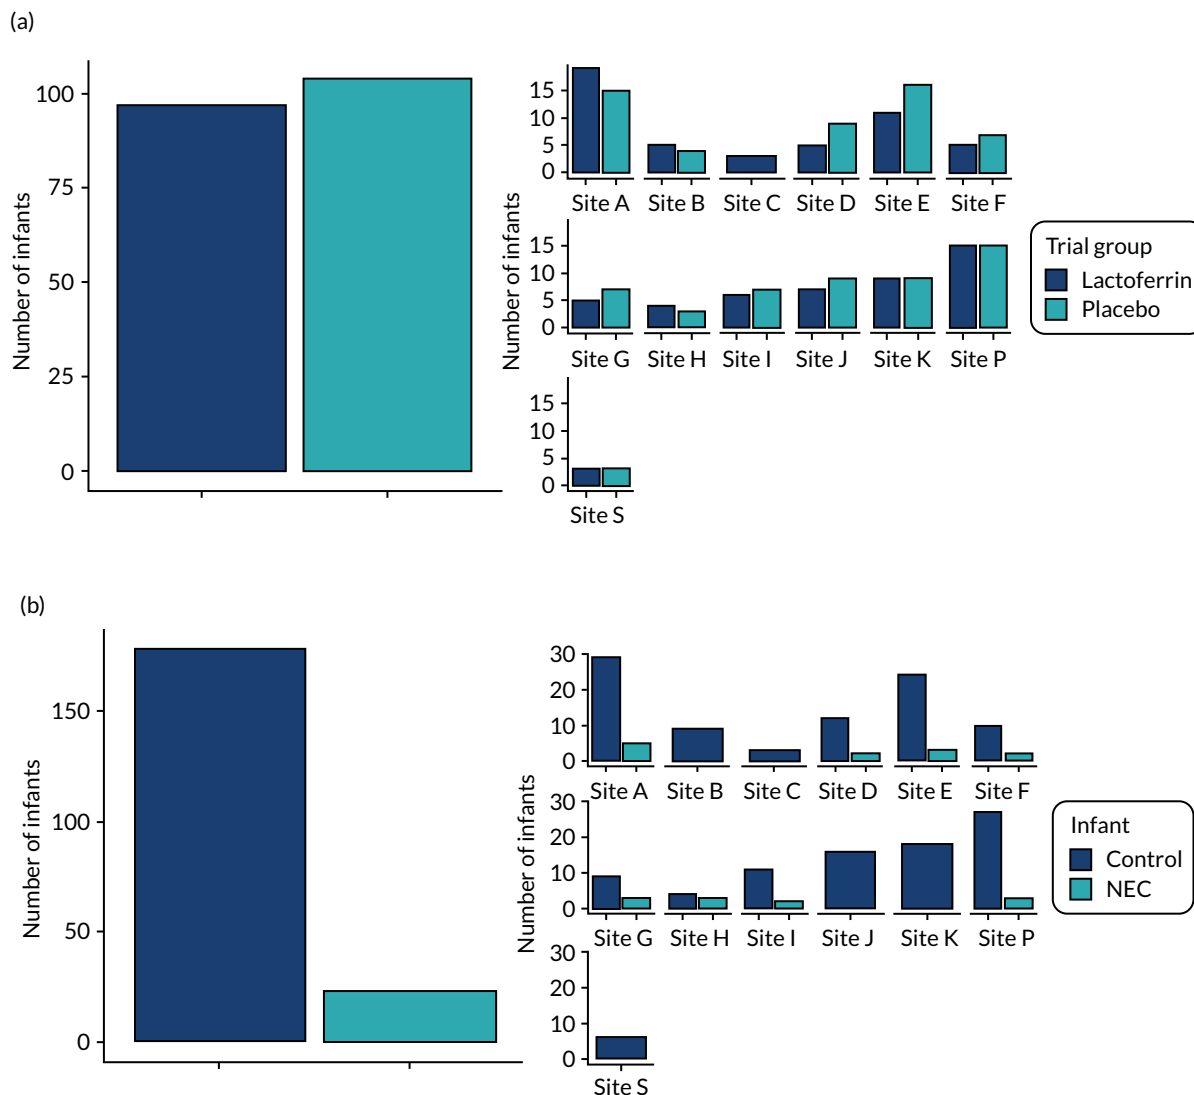 (a)
Number of infants
100
75
50
25
0
Number of infants
15
10
5
0
Site A Site B Site C Site D Site E Site F
15
10
5
0
Site G Site H Site I Site J Site K Site P
15
10
5
0
Site S
Trial group
Lactoferrin
Placebo
(b)
Number of infants
150
100
50
0
Number of infants
30
20
10
0
Site A Site B Site C Site D Site E Site F
30
20
10
0
Site G Site H Site I Site J Site K Site P
30
20
10
0
Site S
Infant
Control
NEC